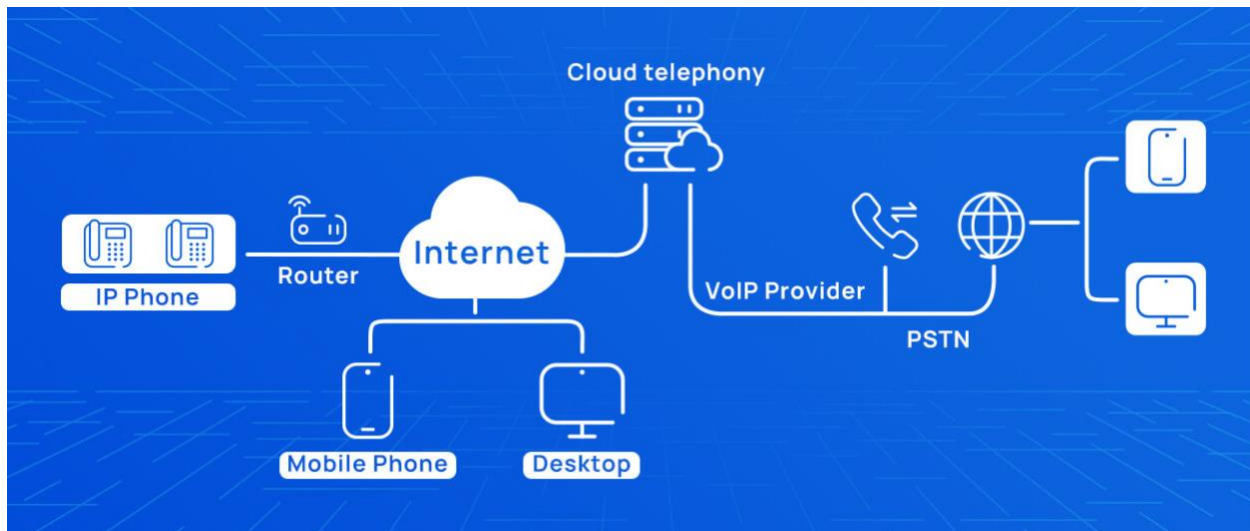 Cloud telephony
Internet
Router
IP Phone
VoIP Provider
PSTN
Mobile Phone
Desktop